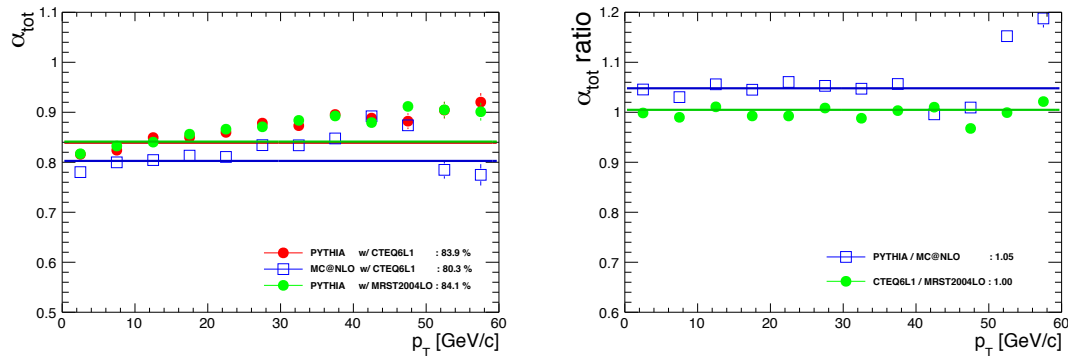 α_tot
1
0.9
0.8
0.7
0.6
0.5
PYTHIA w/ CTEQ6L1 : 83.9 %
MC@NLO w/ CTEQ6L1 : 80.3 %
PYTHIA w/ MRST2004LO : 84.1 %
0 10 20 30 40 50 60
p_T [GeV/c]
α_tot ratio
1.2
1.1
1
0.9
0.8
0.7
0.6
PYTHIA / MC@NLO : 1.05
CTEQ6L1 / MRST2004LO : 1.00
0 10 20 30 40 50 60
p_T [GeV/c]